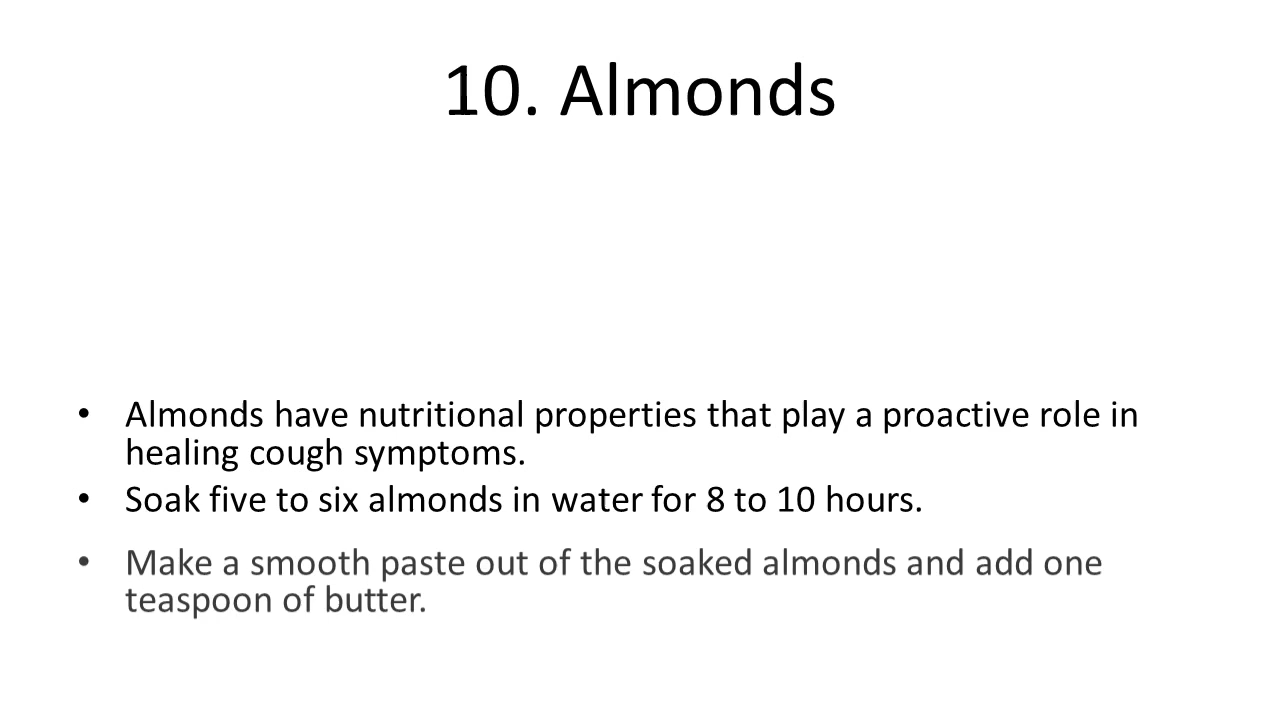 10. Almonds
• Almonds have nutritional properties that play a proactive role in
healing cough symptoms.
• Soak five to six almonds in water for 8 to 10 hours.
• Make a smooth paste out of the soaked almonds and add one
teaspoon of butter.